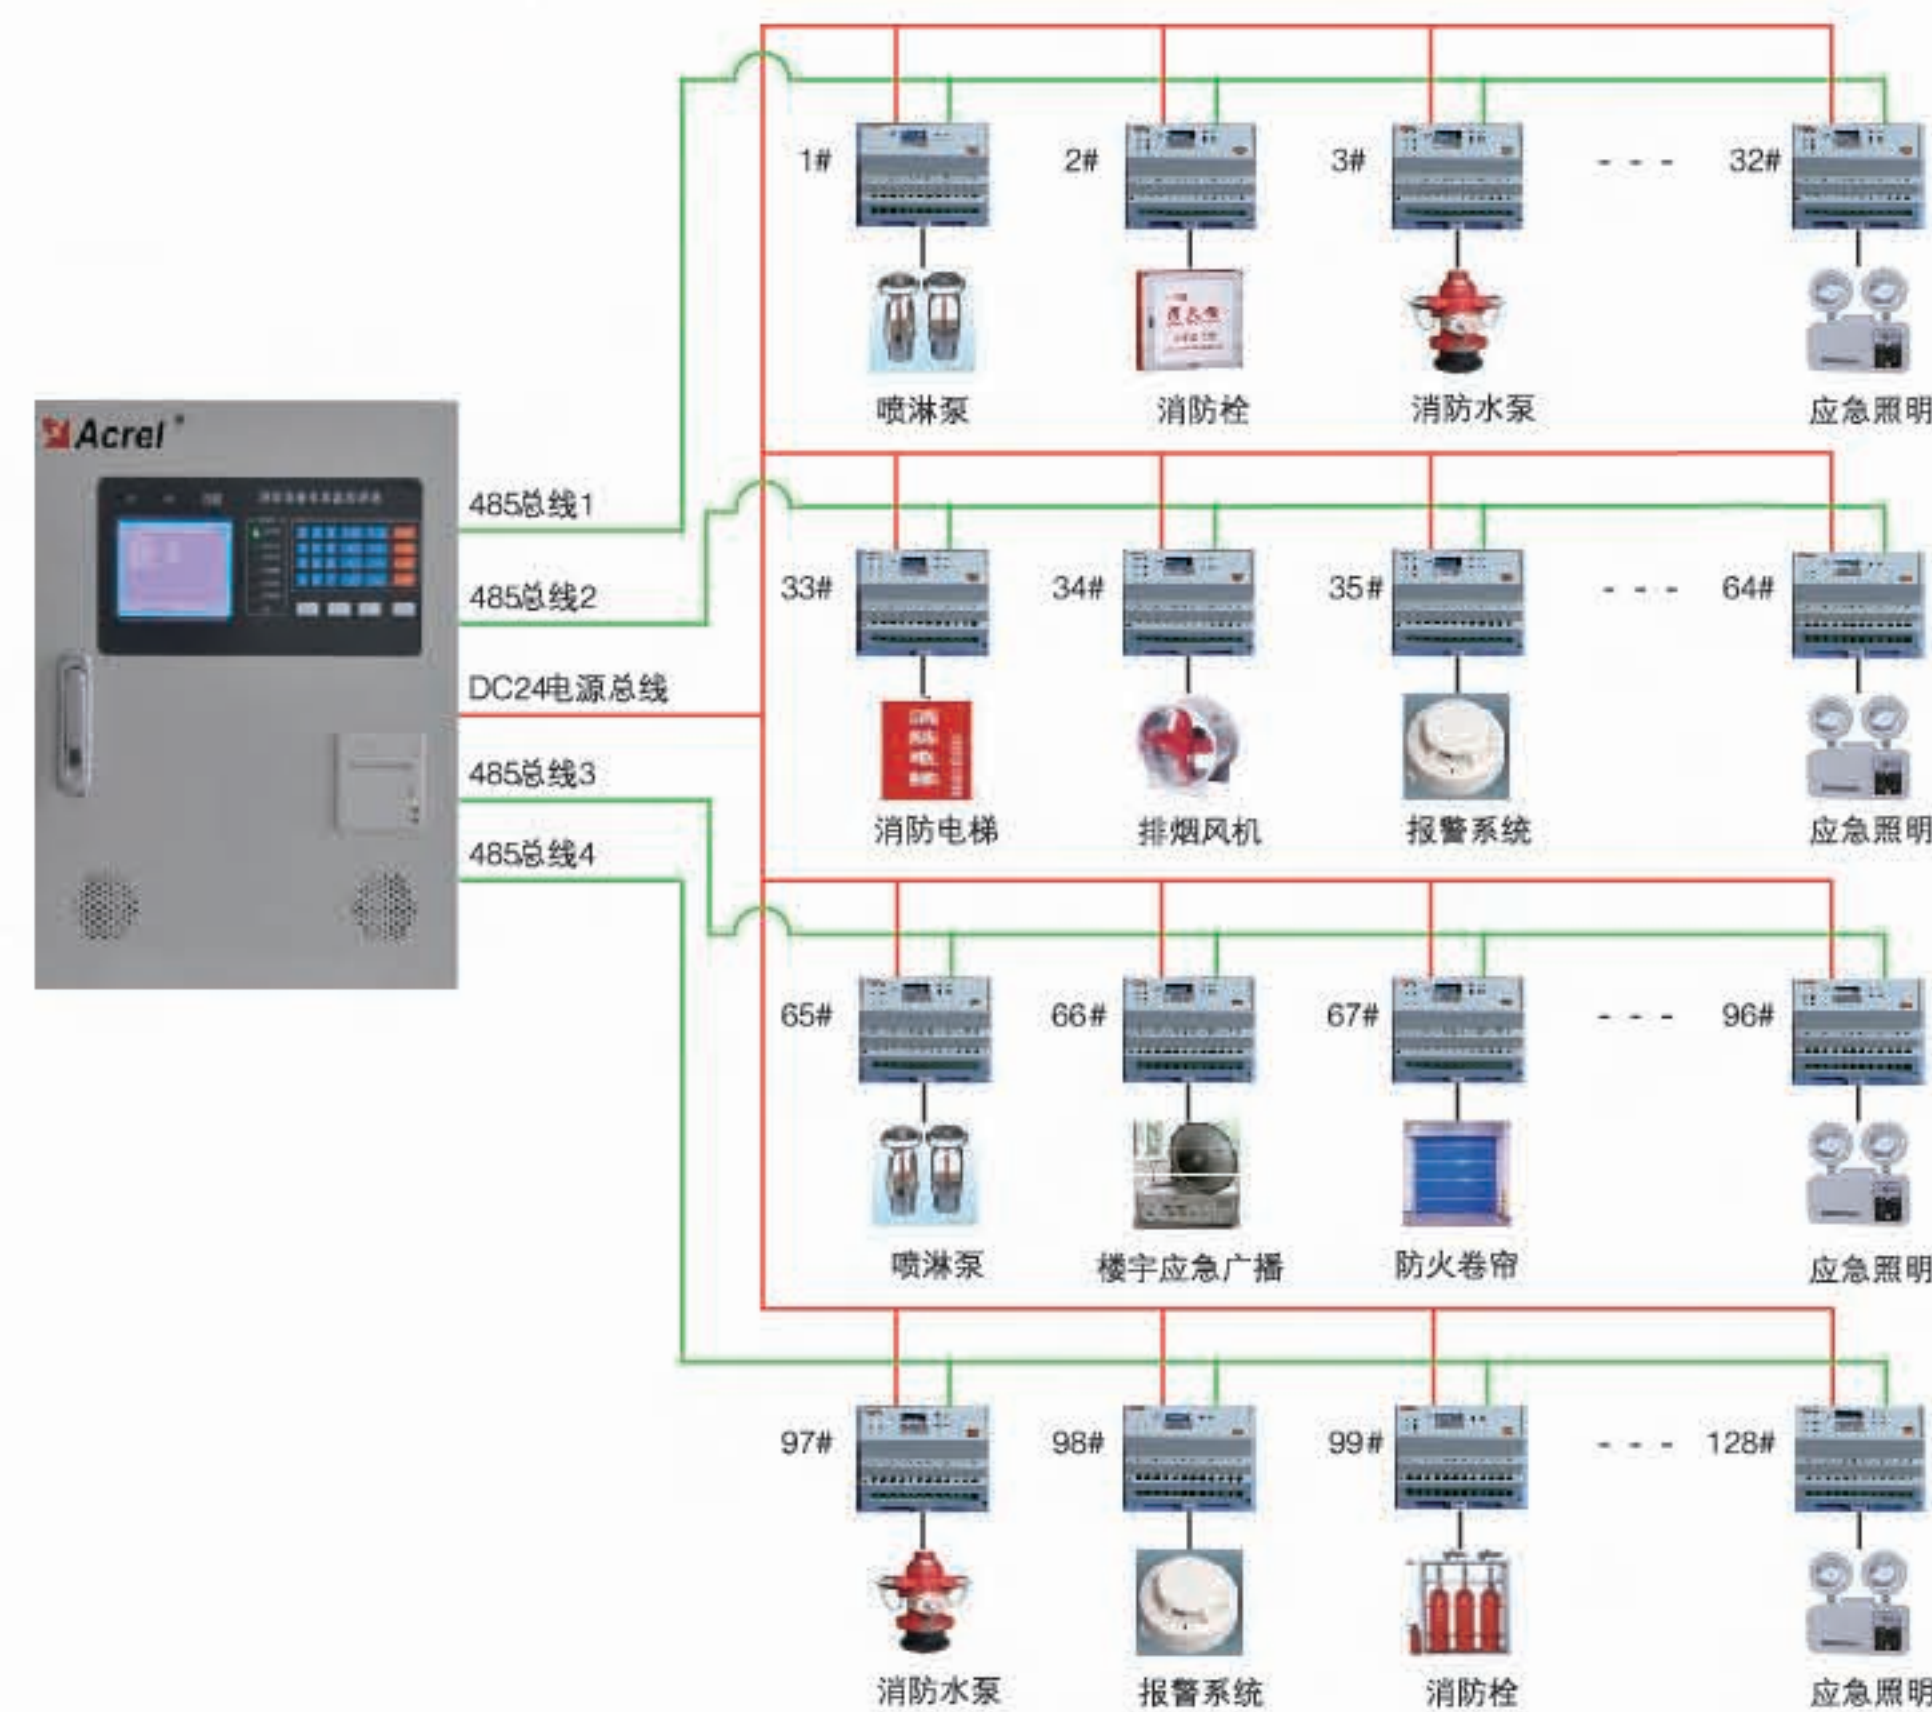 1#
2#
3#
- - -
32#
喷淋泵
消防栓
消防水泵
应急照明
Acrel®
485总线1
485总线2
DC24电源总线
485总线3
485总线4
33#
34#
35#
- - -
64#
消防电梯
排烟风机
报警系统
应急照明
65#
66#
67#
- - -
96#
喷淋泵
楼宇应急广播
防火卷帘
应急照明
97#
98#
99#
- - -
128#
消防水泵
报警系统
消防栓
应急照明